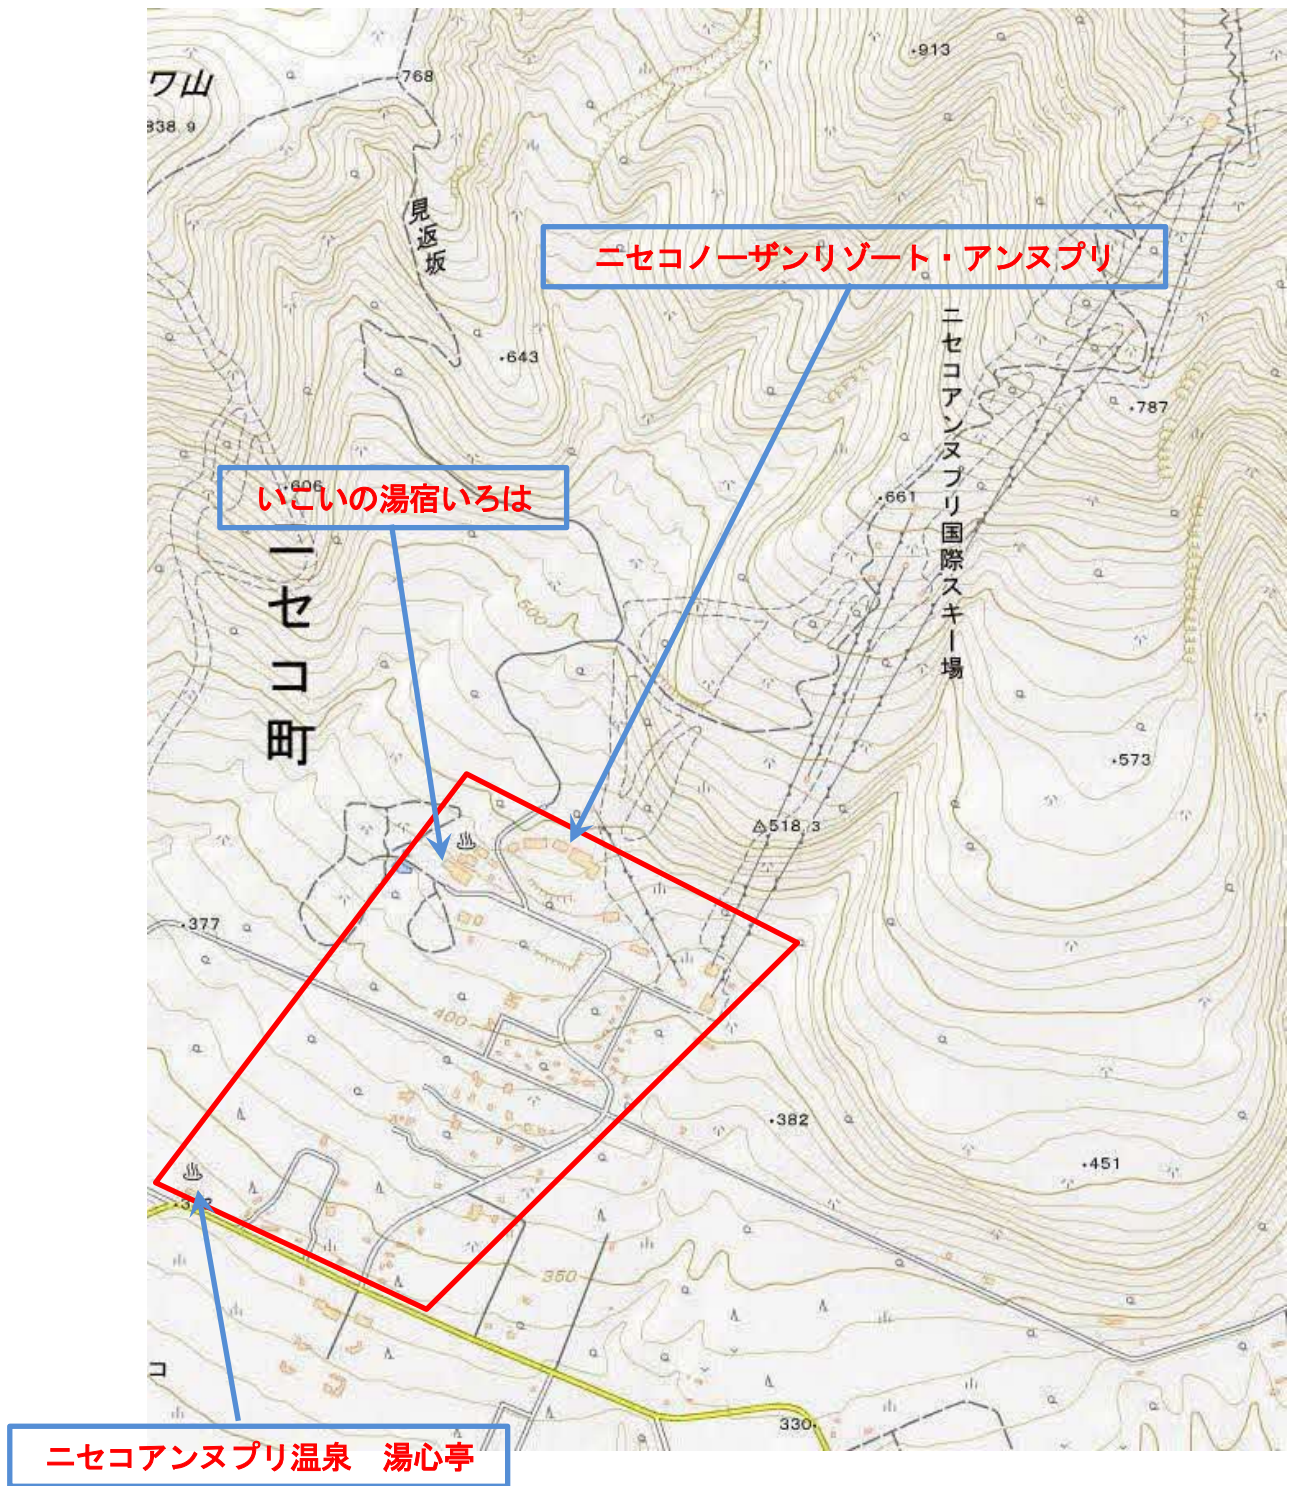 ・913
・768
ワ山
838.9
見返坂
ニセコノーザンリゾート・アンヌプリ
・643
ニセコアンヌプリ国際スキー場
・787
・606
いこいの湯宿いろは
・661
ニセコ町
600
・573
518.3
・377
400
・382
・451
350
コ
330
ニセコアンヌプリ温泉　湯心亭